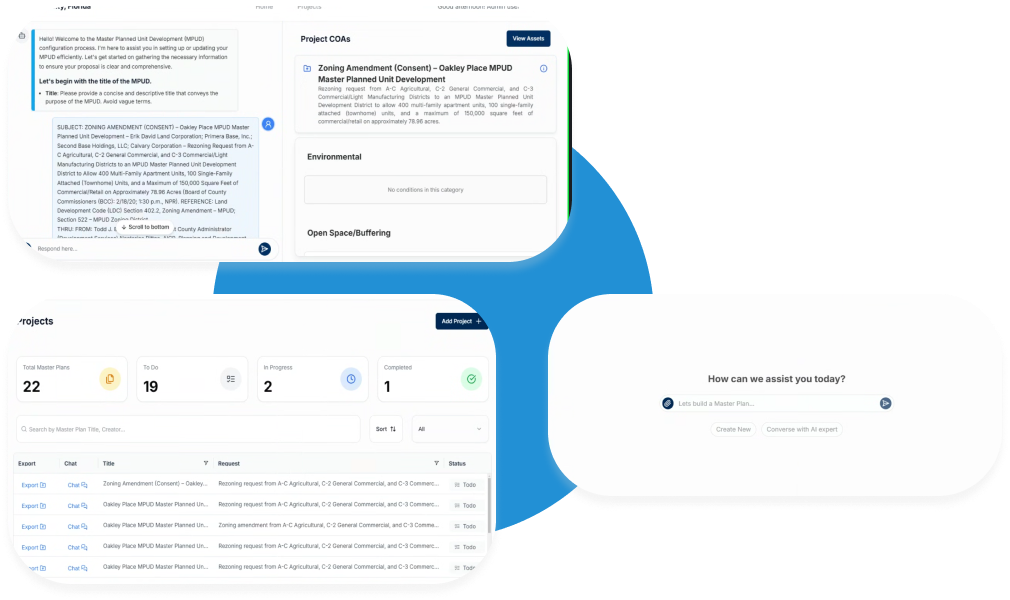 Florida
Home
Projects
Good afternoon! Admin user
Hello! Welcome to the Master Planned Unit Development (MPUD)
configuration process. I'm here to assist you in setting up or updating your
MPUD efficiently. Let's get started on gathering the necessary information
to ensure your proposal is clear and comprehensive.
Let's begin with the title of the MPUD.
• Title: Please provide a concise and descriptive title that conveys the
purpose of the MPUD. Avoid vague terms.
SUBJECT: ZONING AMENDMENT (CONSENT) – Oakley Place MPUD Master
Planned Unit Development – Erik David Land Corporation; Primera Base, Inc.;
Second Base Holdings, LLC; Calvary Corporation – Rezoning Request from A-
C Agricultural, C-2 General Commercial, and C-3 Commercial/Light
Manufacturing Districts to an MPUD Master Planned Unit Development
District to Allow 400 Multi-Family Apartment Units, 100 Single-Family
Attached (Townhome) Units, and a Maximum of 150,000 Square Feet of
Commercial/Retail on Approximately 78.96 Acres (Board of County
Commissioners (BCC): 2/18/20; 1:30 p.m., NPR). REFERENCE: Land
Development Code (LDC) Section 402.2, Zoning Amendment – MPUD;
Section 522 – MPUD Zoning District
THRU: FROM: Todd J. County Administrator
↓ Scroll to bottom
Respond here...
Project COAs
View Assets
Zoning Amendment (Consent) – Oakley Place MPUD
Master Planned Unit Development
Rezoning request from A-C Agricultural, C-2 General Commercial, and C-3
Commercial/Light Manufacturing Districts to an MPUD Master Planned Unit
Development District to allow 400 multi-family apartment units, 100 single-family
attached (townhome) units, and a maximum of 150,000 square feet of
commercial/retail on approximately 78.96 acres.
Environmental
No conditions in this category
Open Space/Buffering
Projects
Add Project +
Total Master Plans
22
To Do
19
In Progress
2
Completed
1
Search by Master Plan Title, Creator...
Sort
All
Export Chat Title Request Status
Export Chat Zoning Amendment (Consent) – Oakley... Rezoning request from A-C Agricultural, C-2 General Commercial, and C-3 Commerc... Todo
Export Chat Oakley Place MPUD Master Planned Un... Rezoning request from A-C Agricultural, C-2 General Commercial, and C-3 Commerc... Todo
Export Chat Oakley Place MPUD Master Planned Un... Zoning amendment from A-C Agricultural, C-2 General Commercial, and C-3 Comme... Todo
Export Chat Oakley Place MPUD Master Planned Un... Rezoning request from A-C Agricultural, C-2 General Commercial, and C-3 Commerc... Todo
Export Chat Oakley Place MPUD Master Planned Un... Rezoning request from A-C Agricultural, C-2 General Commercial, and C-3 Commerc... Todo
How can we assist you today?
Lets build a Master Plan...
Create New
Converse with AI expert